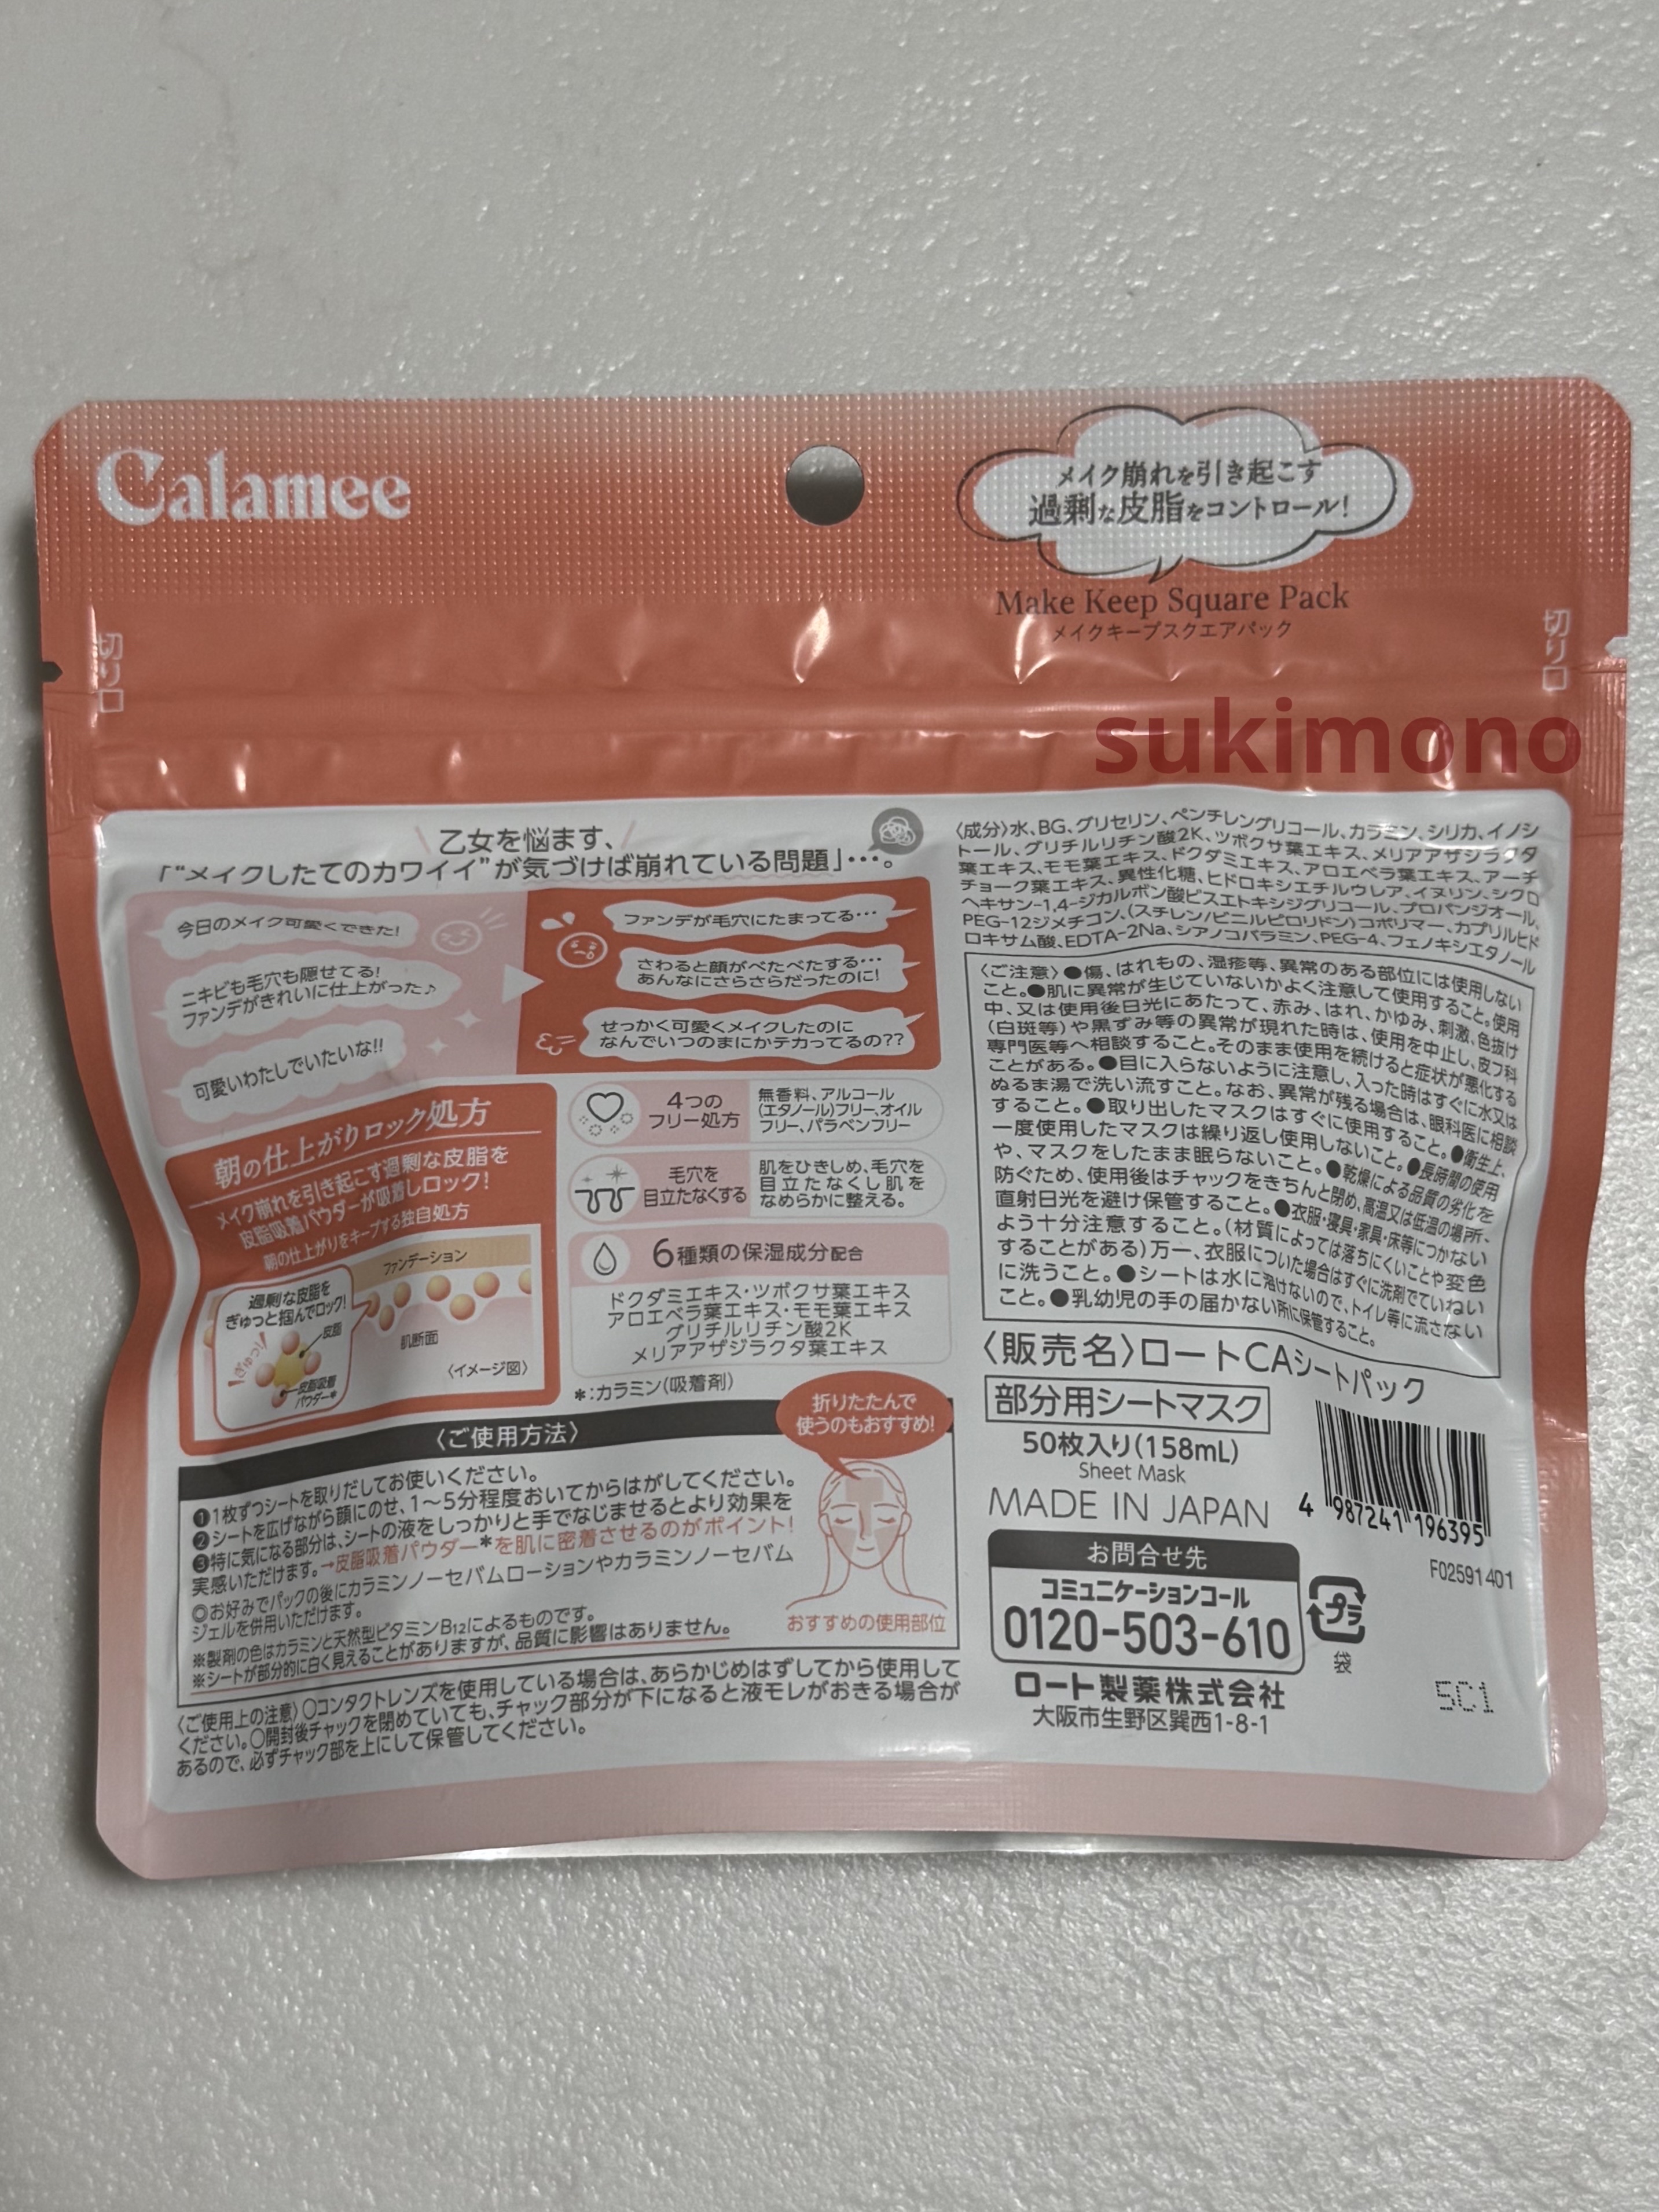 Calamee
メイク崩れを引き起こす
過剰な皮脂をコントロール!
Make Keep Square Pack
メイクキープスクエアパック
切り口
切り口
sukimono
乙女を悩ます、
「“メイクしたてのカワイイ”が気づけば崩れている問題」…。
今日のメイク可愛くできた!
ニキビも毛穴も隠せてる!
ファンデがきれいに仕上がった♪
可愛いわたしでいたいな!!
ファンデが毛穴にたまってる…
さわると顔がべたべたする…
あんなにさらさらだったのに!
せっかく可愛くメイクしたのに
なんでいつのまにかテカってるの??
朝の仕上がりロック処方
メイク崩れを引き起こす過剰な皮脂を
皮脂吸着パウダーが吸着しロック!
朝の仕上がりをキープする独自処方
ファンデーション
過剰な皮脂を
ぎゅっと掴んでロック!
皮脂
ぎゅっ!
皮脂吸着
パウダー*
肌断面
〈イメージ図〉
4つの
フリー処方
無香料、アルコール
(エタノール)フリー、オイル
フリー、パラベンフリー
毛穴を
目立たなくする
肌をひきしめ、毛穴を
目立たなくし肌を
なめらかに整える。
6種類の保湿成分配合
ドクダミエキス・ツボクサ葉エキス
アロエベラ葉エキス・モモ葉エキス
グリチルリチン酸2K
メリアアザジラクタ葉エキス
*:カラミン(吸着剤)
〈ご使用方法〉
❶1枚ずつシートを取りだしてお使いください。
❷シートを広げながら顔にのせ、1〜5分程度おいてからはがしてください。
❸特に気になる部分は、シートの液をしっかりと手でなじませるとより効果を
実感いただけます。→皮脂吸着パウダー*を肌に密着させるのがポイント!
◎お好みでパックの後にカラミンノーセバムローションやカラミンノーセバム
ジェルを併用いただけます。
※製剤の色はカラミンと天然型ビタミンB12によるものです。
※シートが部分的に白く見えることがありますが、品質に影響はありません。
折りたたんで
使うのもおすすめ!
おすすめの使用部位
〈ご使用上の注意〉○コンタクトレンズを使用している場合は、あらかじめはずしてから使用して
ください。○開封後チャックを閉めていても、チャック部分が下になると液モレがおきる場合が
あるので、必ずチャック部を上にして保管してください。
〈成分〉水、BG、グリセリン、ペンチレングリコール、カラミン、シリカ、イノシ
トール、グリチルリチン酸2K、ツボクサ葉エキス、メリアアザジラクタ
葉エキス、モモ葉エキス、ドクダミエキス、アロエベラ葉エキス、アーチ
チョーク葉エキス、異性化糖、ヒドロキシエチルウレア、イヌリン、シクロ
ヘキサン-1,4-ジカルボン酸ビスエトキシジグリコール、プロパンジオール、
PEG-12ジメチコン、(スチレン/ビニルピロリドン)コポリマー、カプリルヒド
ロキサム酸、EDTA-2Na、シアノコバラミン、PEG-4、フェノキシエタノール
〈ご注意〉●傷、はれもの、湿疹等、異常のある部位には使用しない
こと。●肌に異常が生じていないかよく注意して使用すること。使用
中、又は使用後日光にあたって、赤み、はれ、かゆみ、刺激、色抜け
(白斑等)や黒ずみ等の異常が現れた時は、使用を中止し、皮フ科
専門医等へ相談すること。そのまま使用を続けると症状が悪化する
ことがある。●目に入らないように注意し、入った時はすぐに水又は
ぬるま湯で洗い流すこと。なお、異常が残る場合は、眼科医に相談
すること。●取り出したマスクはすぐに使用すること。●衛生上、
一度使用したマスクは繰り返し使用しないこと。●長時間の使用
や、マスクをしたまま眠らないこと。●乾燥による品質の劣化を
防ぐため、使用後はチャックをきちんと閉め、高温又は低温の場所、
直射日光を避け保管すること。●衣服・寝具・家具・床等につかない
よう十分注意すること。(材質によっては落ちにくいことや変色
することがある)万一、衣服についた場合はすぐに洗剤でていねい
に洗うこと。●シートは水に溶けないので、トイレ等に流さない
こと。●乳幼児の手の届かない所に保管すること。
〈販売名〉ロートCAシートパック
部分用シートマスク
50枚入り(158mL)
Sheet Mask
MADE IN JAPAN
4 987241 196395
F02591401
お問合せ先
コミュニケーションコール
0120-503-610
プラ
袋
ロート製薬株式会社
大阪市生野区巽西1-8-1
5C1